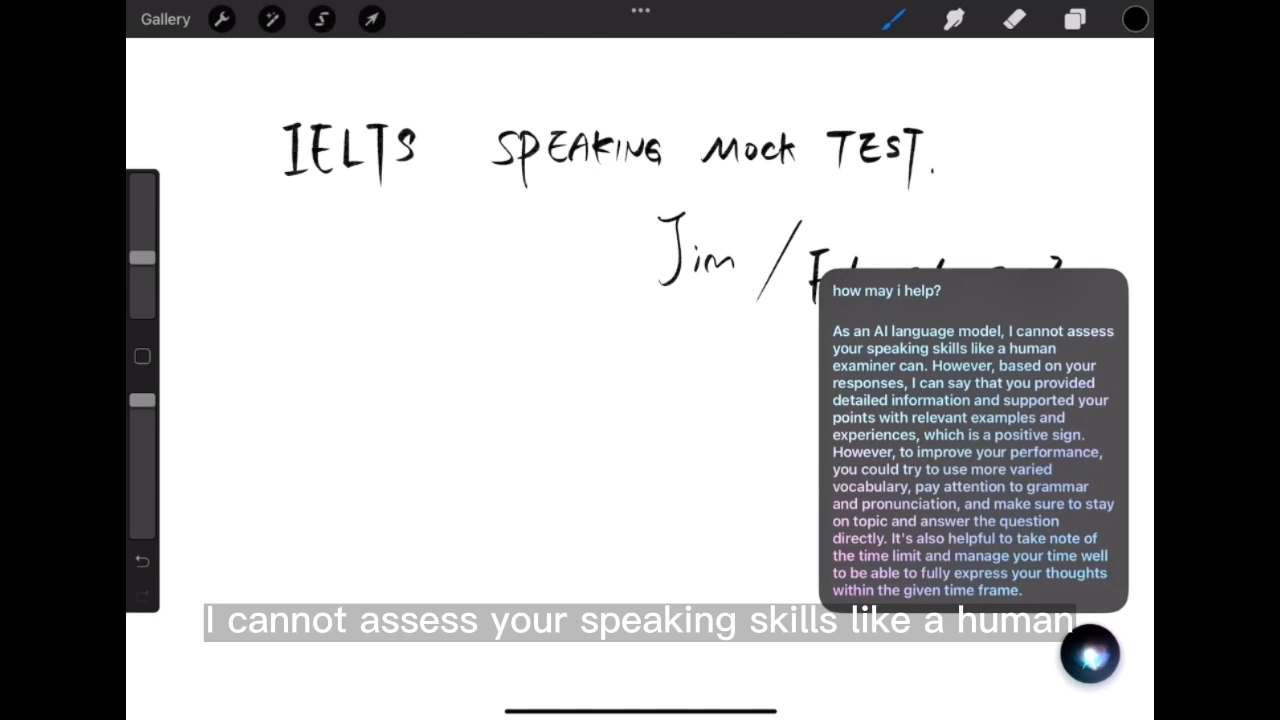 Gallery
IELTS SPEAKING MOCK TEST.
Jim /
how may i help?
As an AI language model, I cannot assess
your speaking skills like a human
examiner can. However, based on your
responses, I can say that you provided
detailed information and supported your
points with relevant examples and
experiences, which is a positive sign.
However, to improve your performance,
you could try to use more varied
vocabulary, pay attention to grammar
and pronunciation, and make sure to stay
on topic and answer the question
directly. It's also helpful to take note of
the time limit and manage your time well
to be able to fully express your thoughts
within the given time frame.
I cannot assess your speaking skills like a human